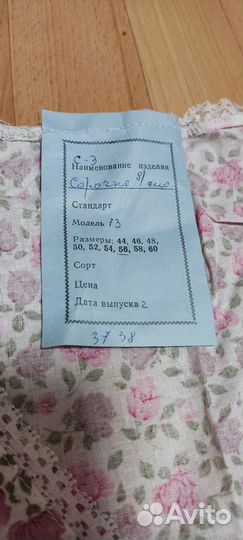 С-3
Наименование изделия
Сорочка
Стандарт
Модель 13
Размеры: 44, 46, 48,
50, 52, 54, 56, 58, 60
Сорт
Цена
Дата выпуска 2
37 38
Avito